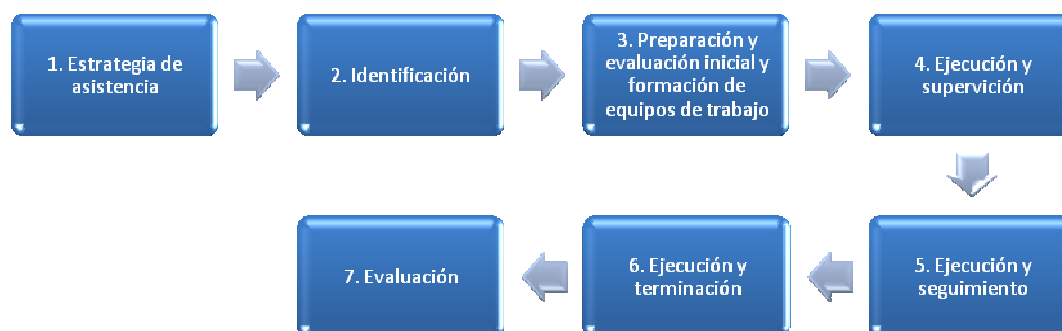 1. Estrategia de
asistencia
2. Identificación
3. Preparación y
evaluación inicial y
formación de
equipos de trabajo
4. Ejecución y
supervición
5. Ejecución y
seguimiento
6. Ejecución y
terminación
7. Evaluación